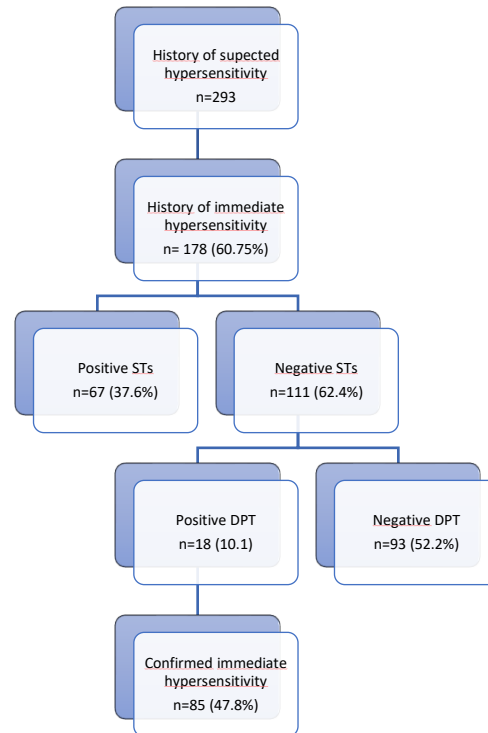 History of supected
hypersensitivity
n=293
History of immediate
hypersensitivity
n= 178 (60.75%)
Positive STs
n=67 (37.6%)
Negative STs
n=111 (62.4%)
Positive DPT
n=18 (10.1)
Negative DPT
n=93 (52.2%)
Confirmed immediate
hypersensitivity
n=85 (47.8%)